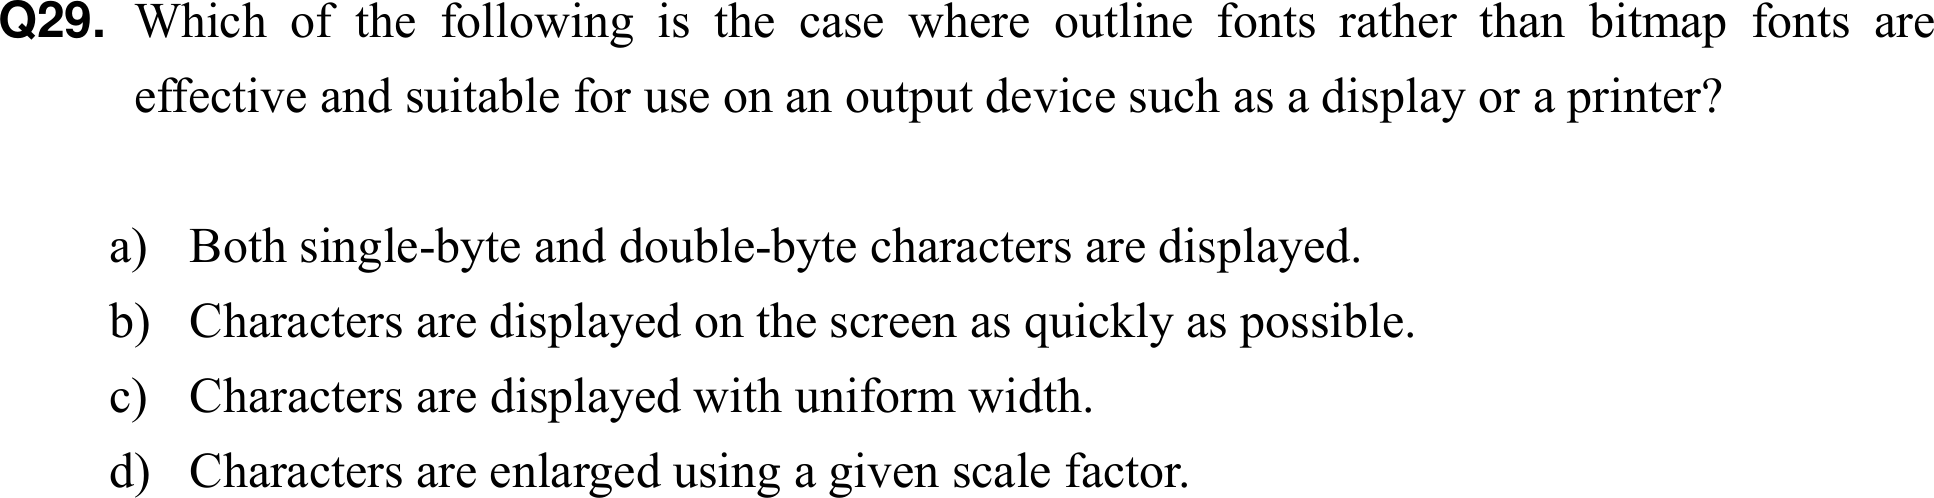 Q29. Which of the following is the case where outline fonts rather than bitmap fonts are
effective and suitable for use on an output device such as a display or a printer?
a) Both single-byte and double-byte characters are displayed.
b) Characters are displayed on the screen as quickly as possible.
c) Characters are displayed with uniform width.
d) Characters are enlarged using a given scale factor.